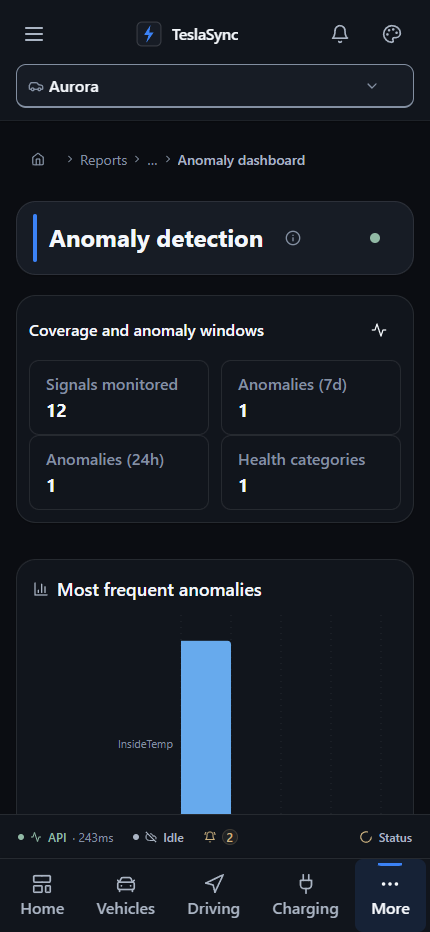 TeslaSync
Aurora
Reports ... Anomaly dashboard
Anomaly detection
Coverage and anomaly windows
Signals monitored
12
Anomalies (7d)
1
Anomalies (24h)
1
Health categories
1
Most frequent anomalies
InsideTemp
API · 243ms Idle 2 Status
Home Vehicles Driving Charging More